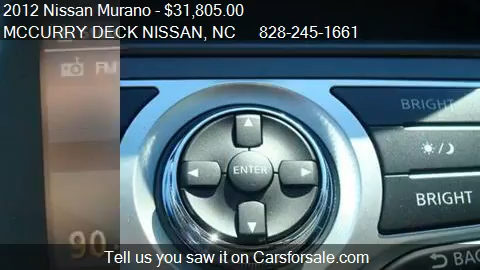 2012 Nissan Murano - $31,805.00
MCCURRY DECK NISSAN, NC 828-245-1661
FM
BRIGHT
ENTER
BRIGHT
90.
BACK
Tell us you saw it on Carsforsale.com